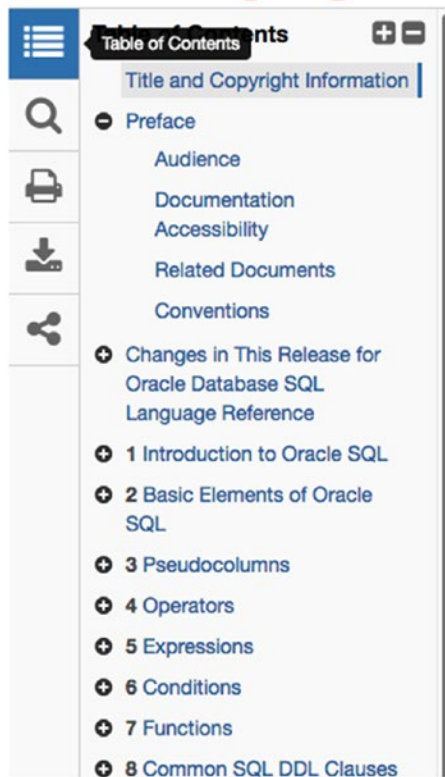 Table of Contents
ents
Title and Copyright Information
Preface
Audience
Documentation
Accessibility
Related Documents
Conventions
Changes in This Release for
Oracle Database SQL
Language Reference
1 Introduction to Oracle SQL
2 Basic Elements of Oracle
SQL
3 Pseudocolumns
4 Operators
5 Expressions
6 Conditions
7 Functions
8 Common SQL DDL Clauses